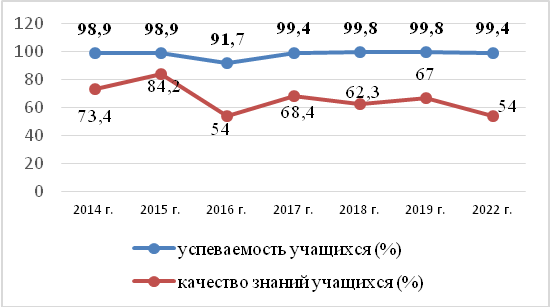 120
98,9 98,9 91,7 99,4 99,8 99,8 99,4
100
80
73,4 84,2 54 68,4 62,3 67 54
60
40
20
0
2014 г. 2015 г. 2016 г. 2017 г. 2018 г. 2019 г. 2022 г.
успеваемость учащихся (%)
качество знаний учащихся (%)